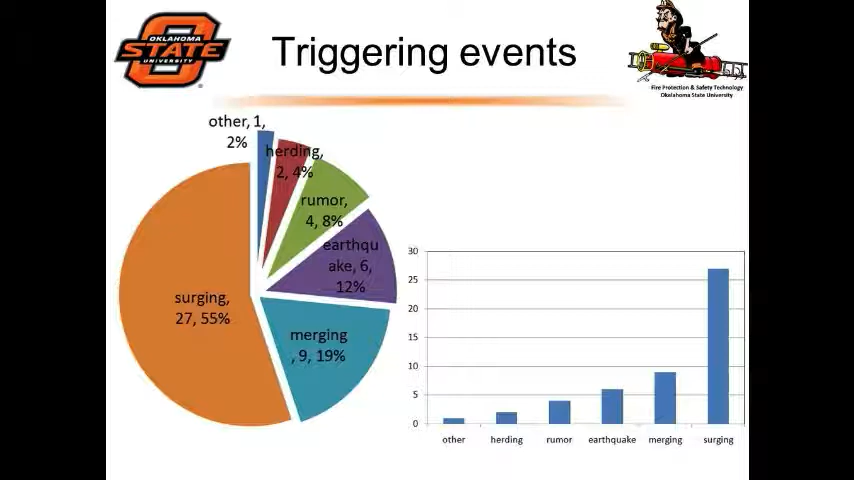 OKLAHOMA
STATE
UNIVERSITY
Triggering events
Fire Protection & Safety Technology
Okalahoma State University
other, 1,
2%
herding,
2, 4%
rumor,
4, 8%
earthqu
ake, 6,
12%
merging
, 9, 19%
surging,
27, 55%
30
25
20
15
10
5
0
other herding rumor earthquake merging surging